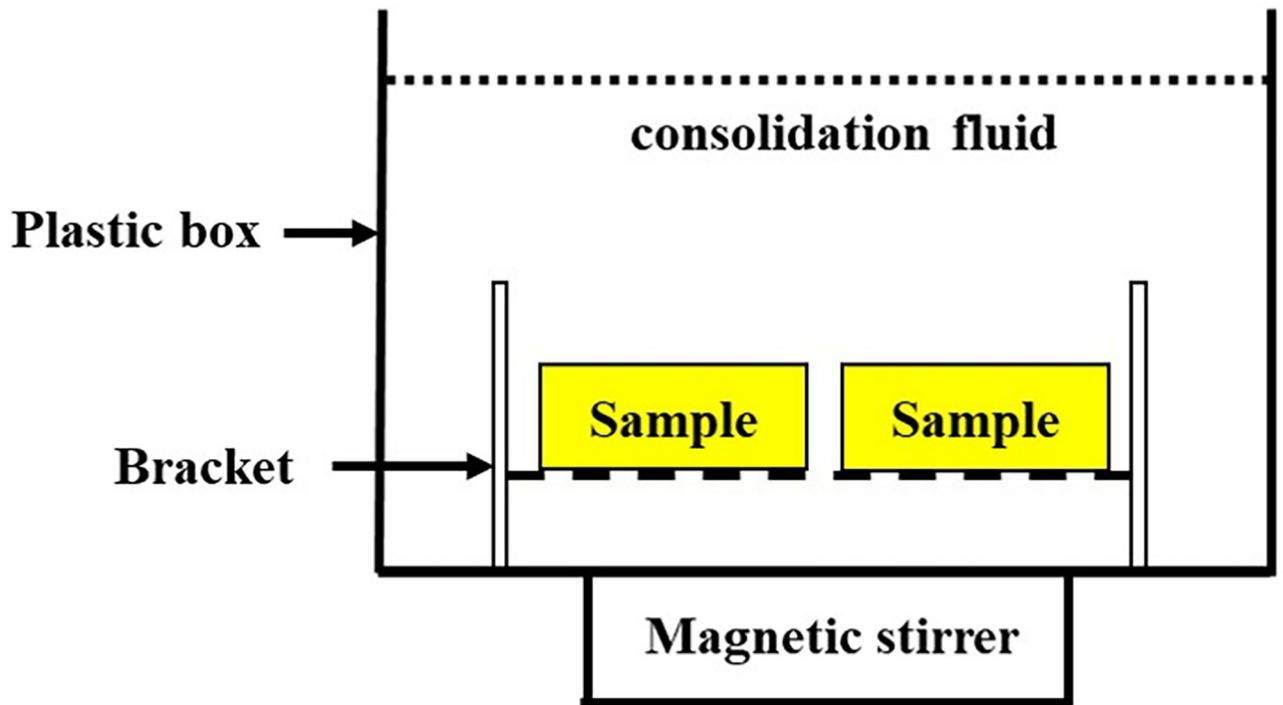 consolidation fluid
Plastic box
Sample
Sample
Bracket
Magnetic stirrer